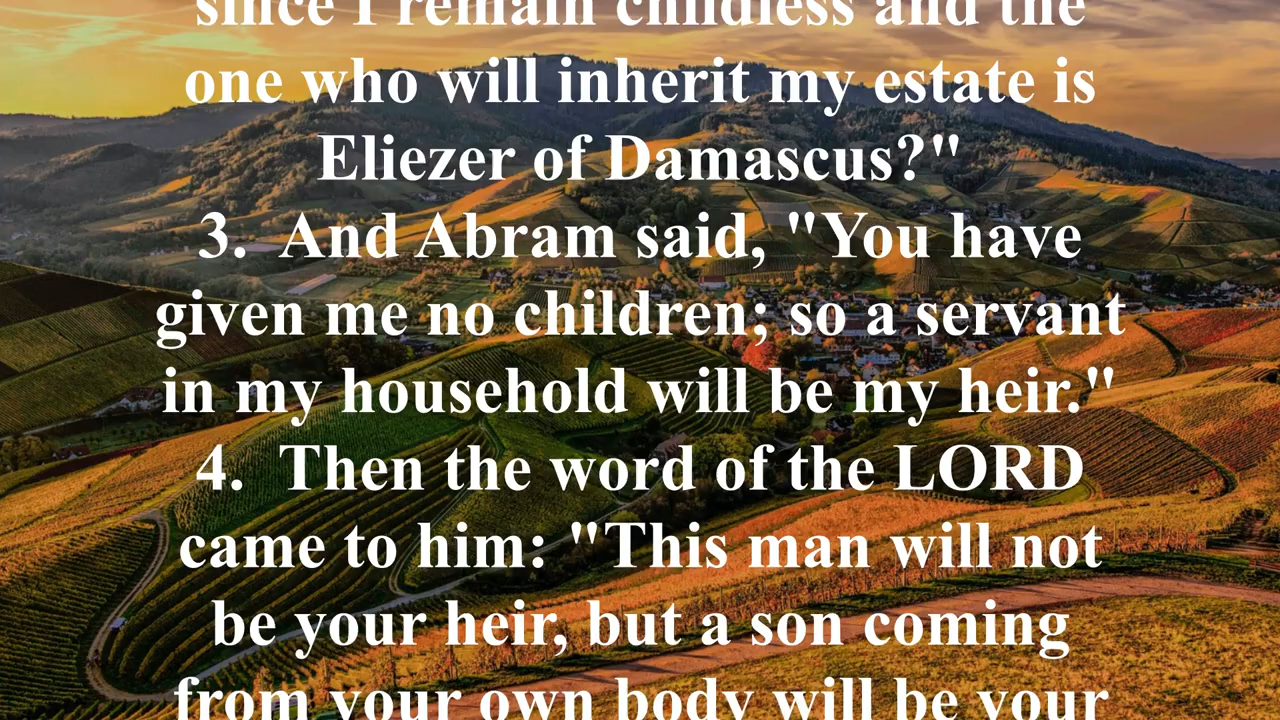 since I remain childless and the
one who will inherit my estate is
Eliezer of Damascus?"
3.  And Abram said, "You have
given me no children; so a servant
in my household will be my heir."
4.  Then the word of the LORD
came to him: "This man will not
be your heir, but a son coming
from your own body will be your